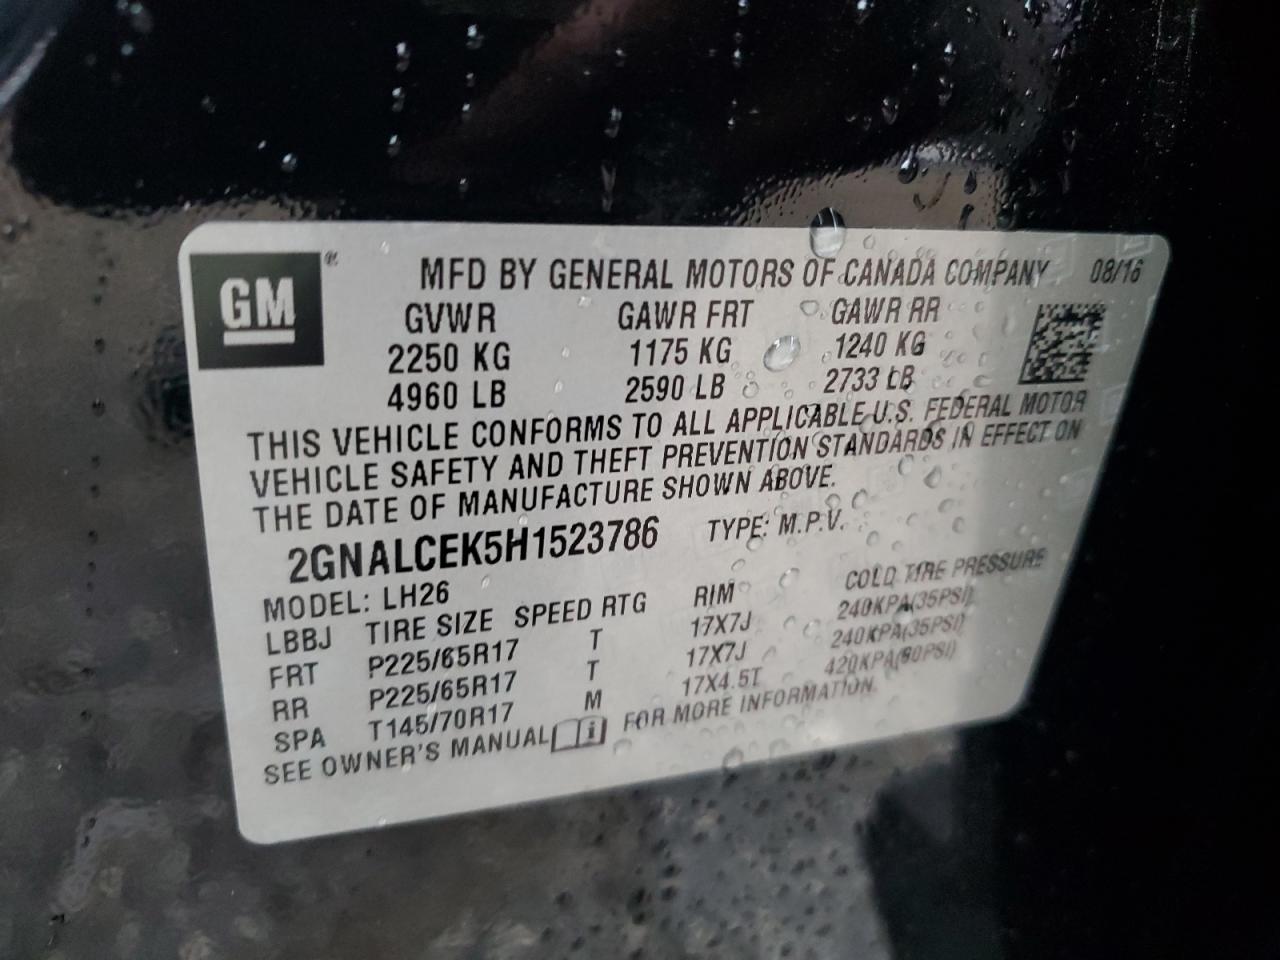 GM ® MFD BY GENERAL MOTORS OF CANADA COMPANY 08/16
GVWR GAWR FRT GAWR RR
2250 KG 1175 KG 1240 KG
4960 LB 2590 LB 2733 LB
THIS VEHICLE CONFORMS TO ALL APPLICABLE U.S. FEDERAL MOTOR
VEHICLE SAFETY AND THEFT PREVENTION STANDARDS IN EFFECT ON
THE DATE OF MANUFACTURE SHOWN ABOVE.
2GNALCEK5H1523786 TYPE: M.P.V.
MODEL: LH26
LBBJ TIRE SIZE SPEED RTG RIM COLD TIRE PRESSURE
FRT P225/65R17 T 17X7J 240KPA(35PSI)
RR P225/65R17 T 17X7J 240KPA(35PSI)
SPA T145/70R17 M 17X4.5T 420KPA(60PSI)
SEE OWNER'S MANUAL i FOR MORE INFORMATION.